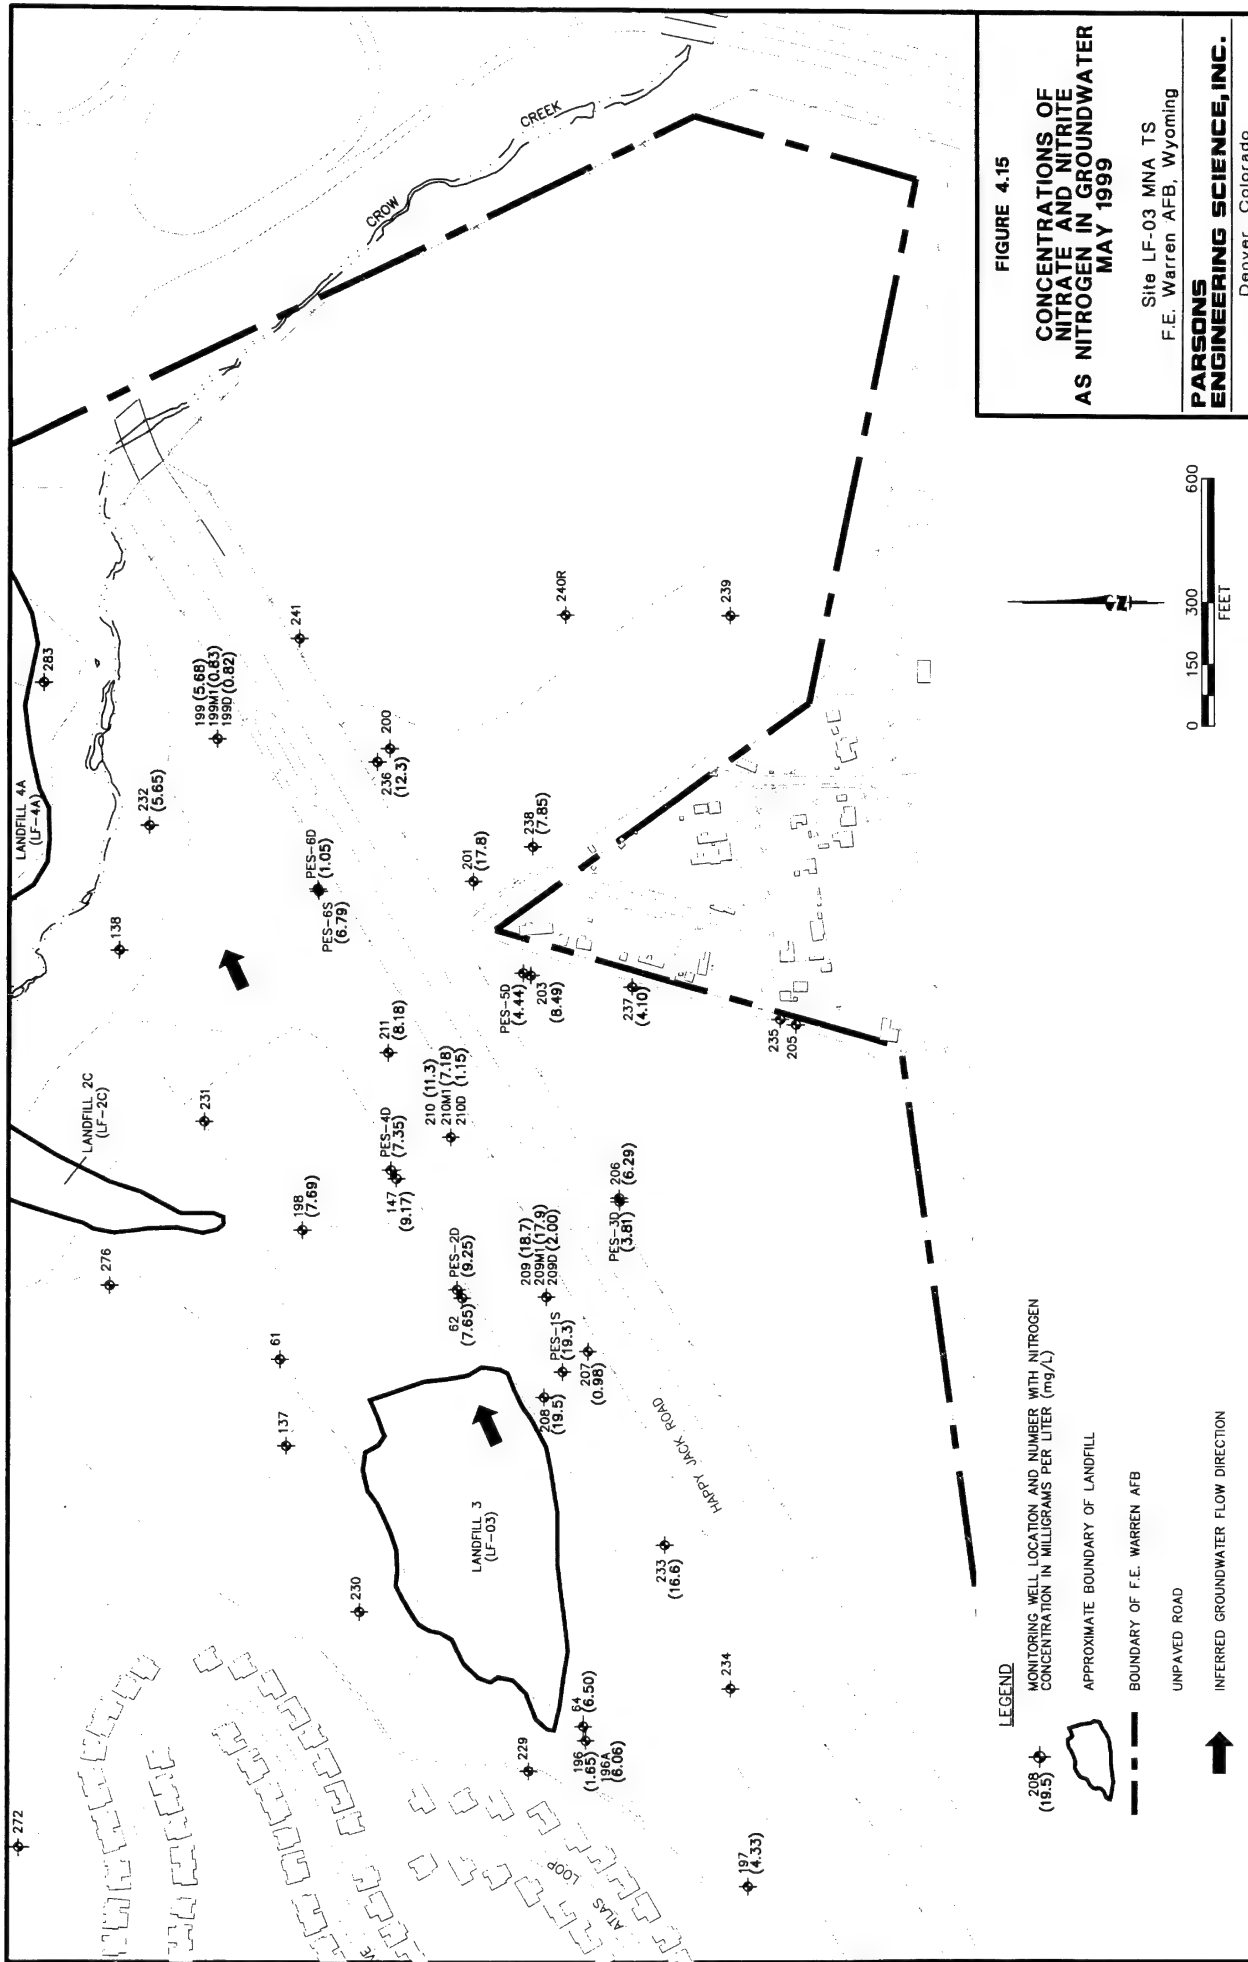 272
276
LANDFILL 2C
(LF-2C)
LANDFILL 4A
(LF-4A)
283
CROW
CREEK
138
232
(5.65)
199 (5.68)
199M1 (0.83)
199D (0.82)
231
61
137
198
(7.69)
PES-6S
(6.79)
PES-6D
(1.05)
241
230
147
(9.17)
PES-4D
(7.35)
211
(8.18)
236
(12.3)
200
LANDFILL 3
(LF-03)
62
(7.65)
PES-2D
(9.25)
210 (11.3)
210M1 (7.18)
210D (1.15)
201
(17.8)
229
208
(19.5)
PES-1S
(19.3)
209 (18.7)
209M1 (17.9)
209D (2.00)
PES-5D
(4.44)
203
(8.49)
238
(7.85)
240R
196
(1.65)
196A
(6.06)
64
(6.50)
207
(0.98)
PES-3D
(3.81)
206
(6.29)
237
(4.10)
ATLAS
LOOP
VE
233
(16.6)
HAPPY JACK ROAD
197
(4.33)
234
235
205
239
LEGEND
208
(19.5)
MONITORING WELL LOCATION AND NUMBER WITH NITROGEN
CONCENTRATION IN MILLIGRAMS PER LITER (mg/L)
APPROXIMATE BOUNDARY OF LANDFILL
BOUNDARY OF F.E. WARREN AFB
UNPAVED ROAD
INFERRED GROUNDWATER FLOW DIRECTION
N
0 150 300 600
FEET
FIGURE 4.15
CONCENTRATIONS OF
NITRATE AND NITRITE
AS NITROGEN IN GROUNDWATER
MAY 1999
Site LF-03 MNA TS
F.E. Warren AFB, Wyoming
PARSONS
ENGINEERING SCIENCE, INC.
Denver, Colorado